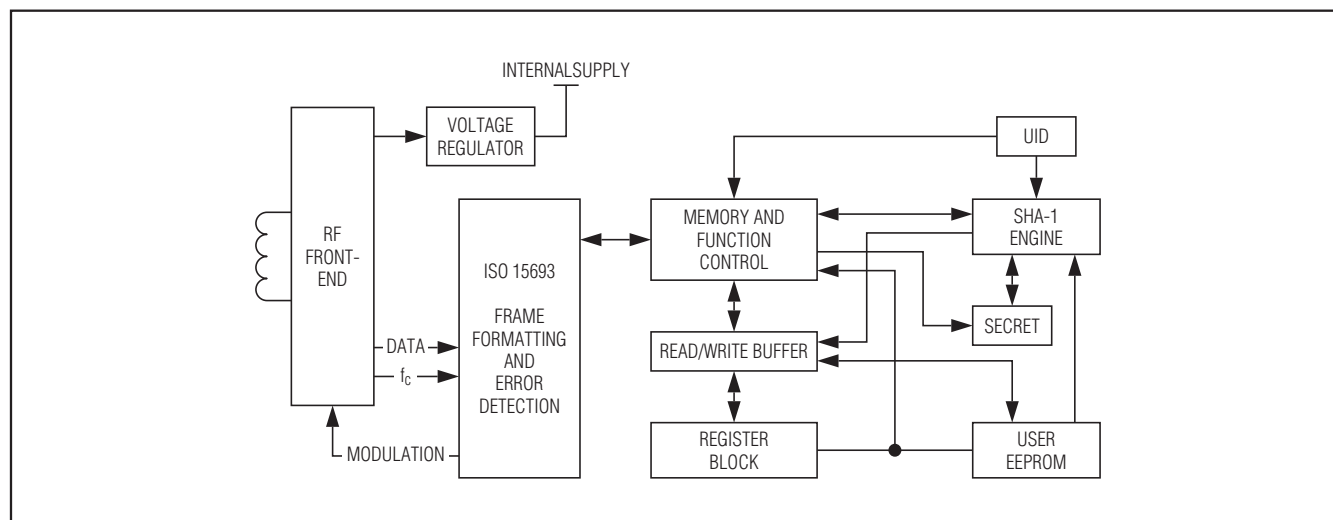 INTERNALSUPPLY
VOLTAGE
REGULATOR
RF
FRONT-
END
DATA
fc
MODULATION
ISO 15693
FRAME
FORMATTING
AND
ERROR
DETECTION
MEMORY AND
FUNCTION
CONTROL
READ/WRITE BUFFER
REGISTER
BLOCK
UID
SHA-1
ENGINE
SECRET
USER
EEPROM